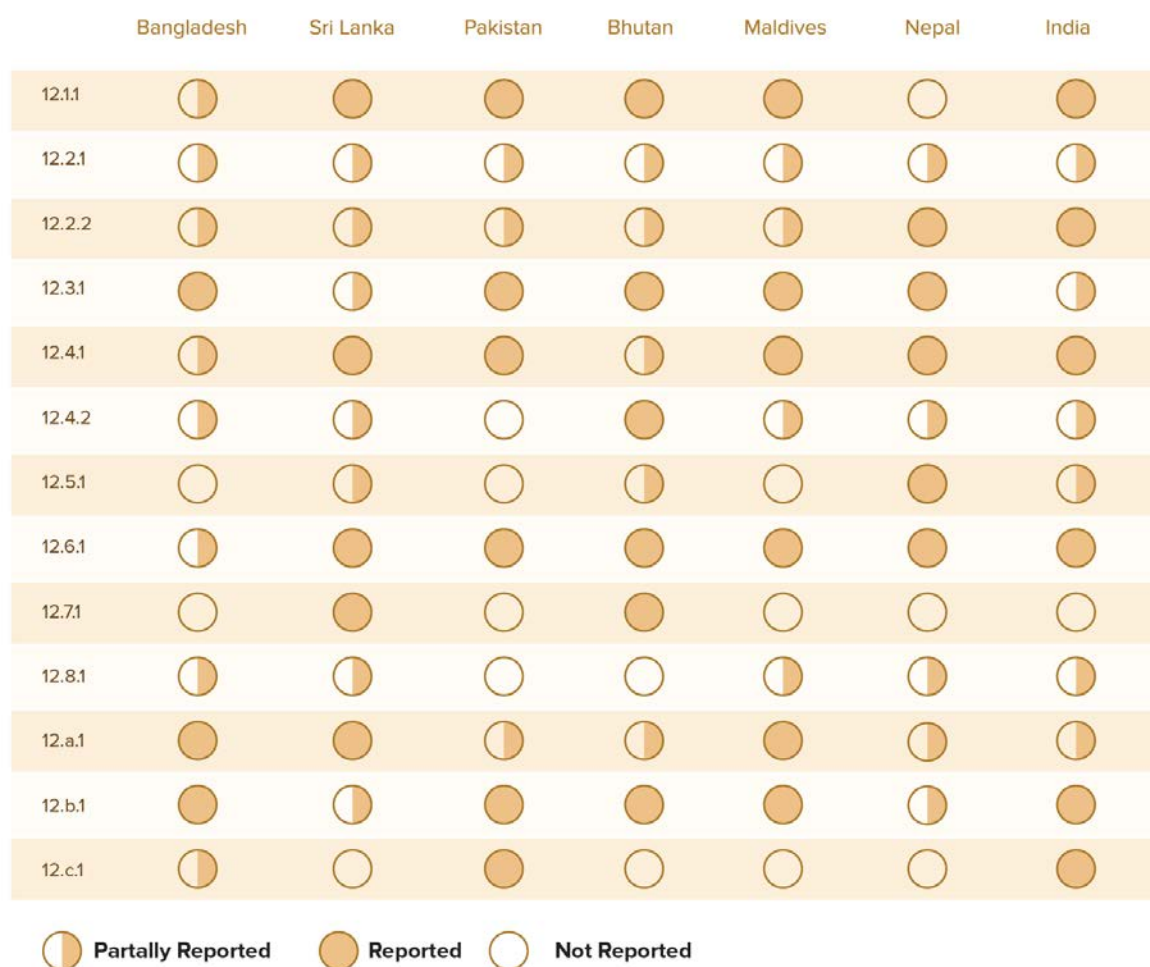 Bangladesh Sri Lanka Pakistan Bhutan Maldives Nepal India
12.1.1
12.2.1
12.2.2
12.3.1
12.4.1
12.4.2
12.5.1
12.6.1
12.7.1
12.8.1
12.a.1
12.b.1
12.c.1
Partally Reported Reported Not Reported